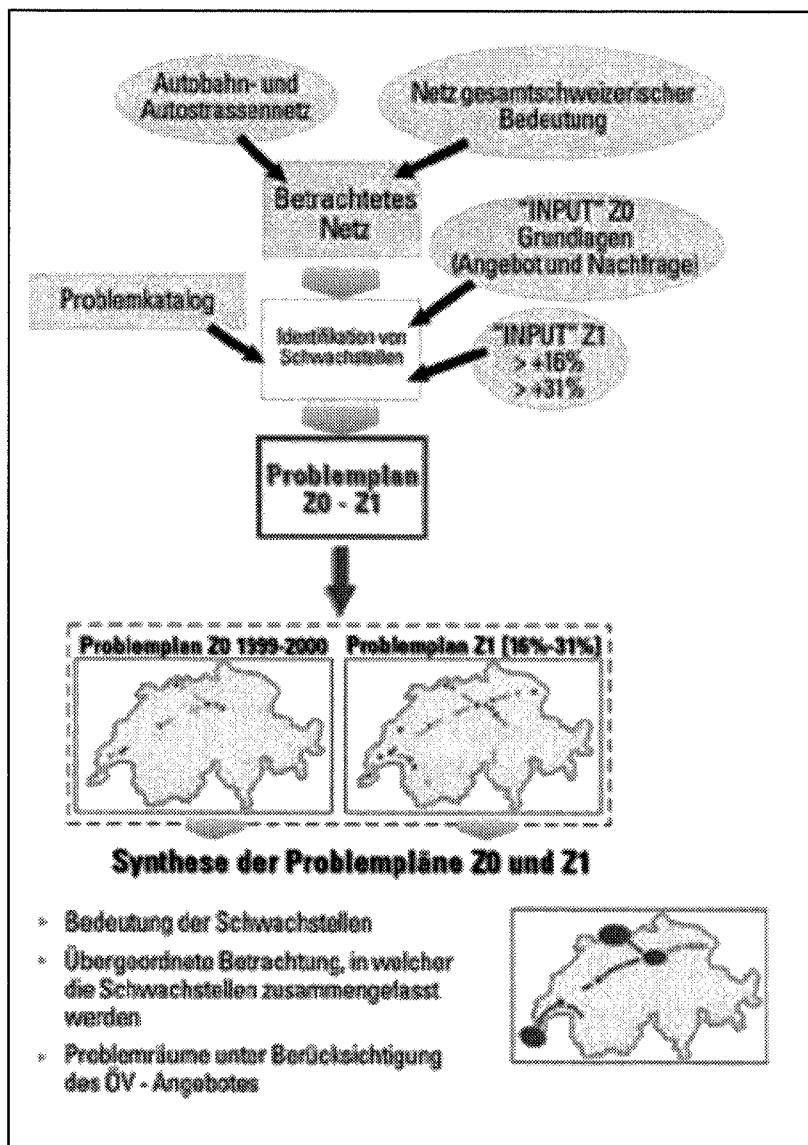 Autobahn- und
Autostrassennetz
Netz gesamtschweizerischer
Bedeutung
Betrachtetes
Netz
"INPUT" Z0
Grundlagen
(Angebot und Nachfrage)
Problemkatalog
Identifikation von
Schwachstellen
"INPUT" Z1
> +16%
> +31%
Problemplan
Z0 - Z1
Problemplan Z0 1999-2000
Problemplan Z1 (16%-31%)
Synthese der Problempläne Z0 und Z1
Bedeutung der Schwachstellen
Übergeordnete Betrachtung, in welcher
die Schwachstellen zusammengefasst
werden
Problemräume unter Berücksichtigung
des ÖV - Angebotes